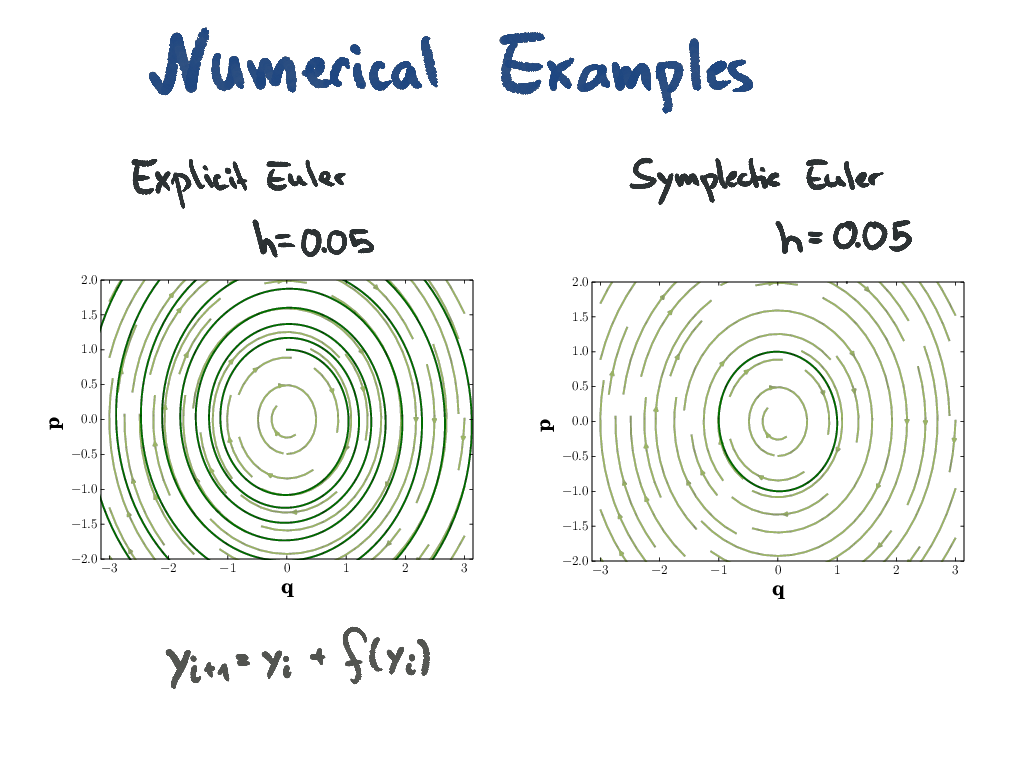 Numerical Examples
Explicit Euler
h=0.05
2.0
1.5
1.0
0.5
0.0
−0.5
−1.0
−1.5
−2.0
p
−3 −2 −1 0 1 2 3
q
y_{i+1} = y_i + f(y_i)
Symplectic Euler
h=0.05
2.0
1.5
1.0
0.5
0.0
−0.5
−1.0
−1.5
−2.0
p
−3 −2 −1 0 1 2 3
q